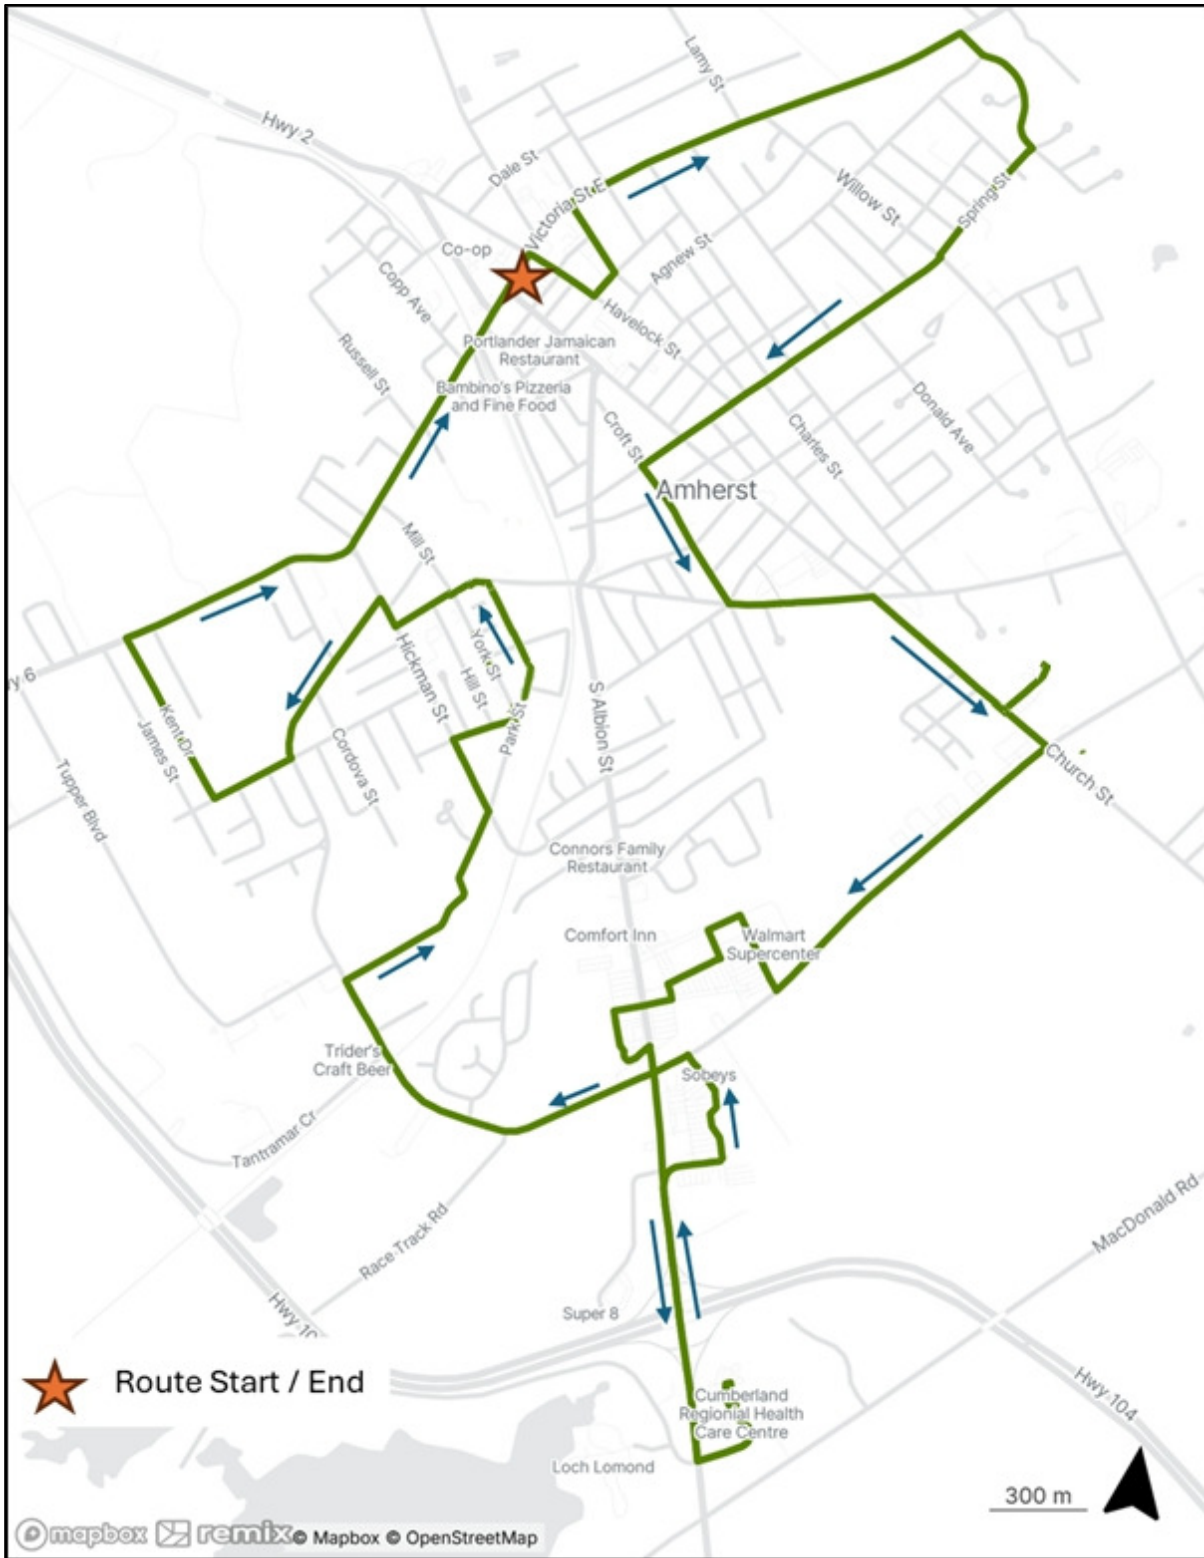 Lamy St
Hwy 2
Dale St
Willow St
Spring St
Victoria St E
Co-op
Agnew St
Copp Ave
Havelock St
Portlander Jamaican
Restaurant
Russell St
Bambino's Pizzeria
and Fine Food
Donald Ave
Croft St
Charles St
Amherst
Mill St
York St
Hickman St
Hill St
y 6
S Albion St
Kent Dr
James St
Park St
Cordova St
Church St
Tupper Blvd
Connors Family
Restaurant
Comfort Inn
Walmart
Supercenter
Trider's
Craft Beer
Sobeys
Tantramar Cr
MacDonald Rd
Race Track Rd
Super 8
Hwy 10
Route Start / End
Cumberland
Regionial Health
Care Centre
Hwy 104
Loch Lomond
300 m
mapbox remix © Mapbox © OpenStreetMap